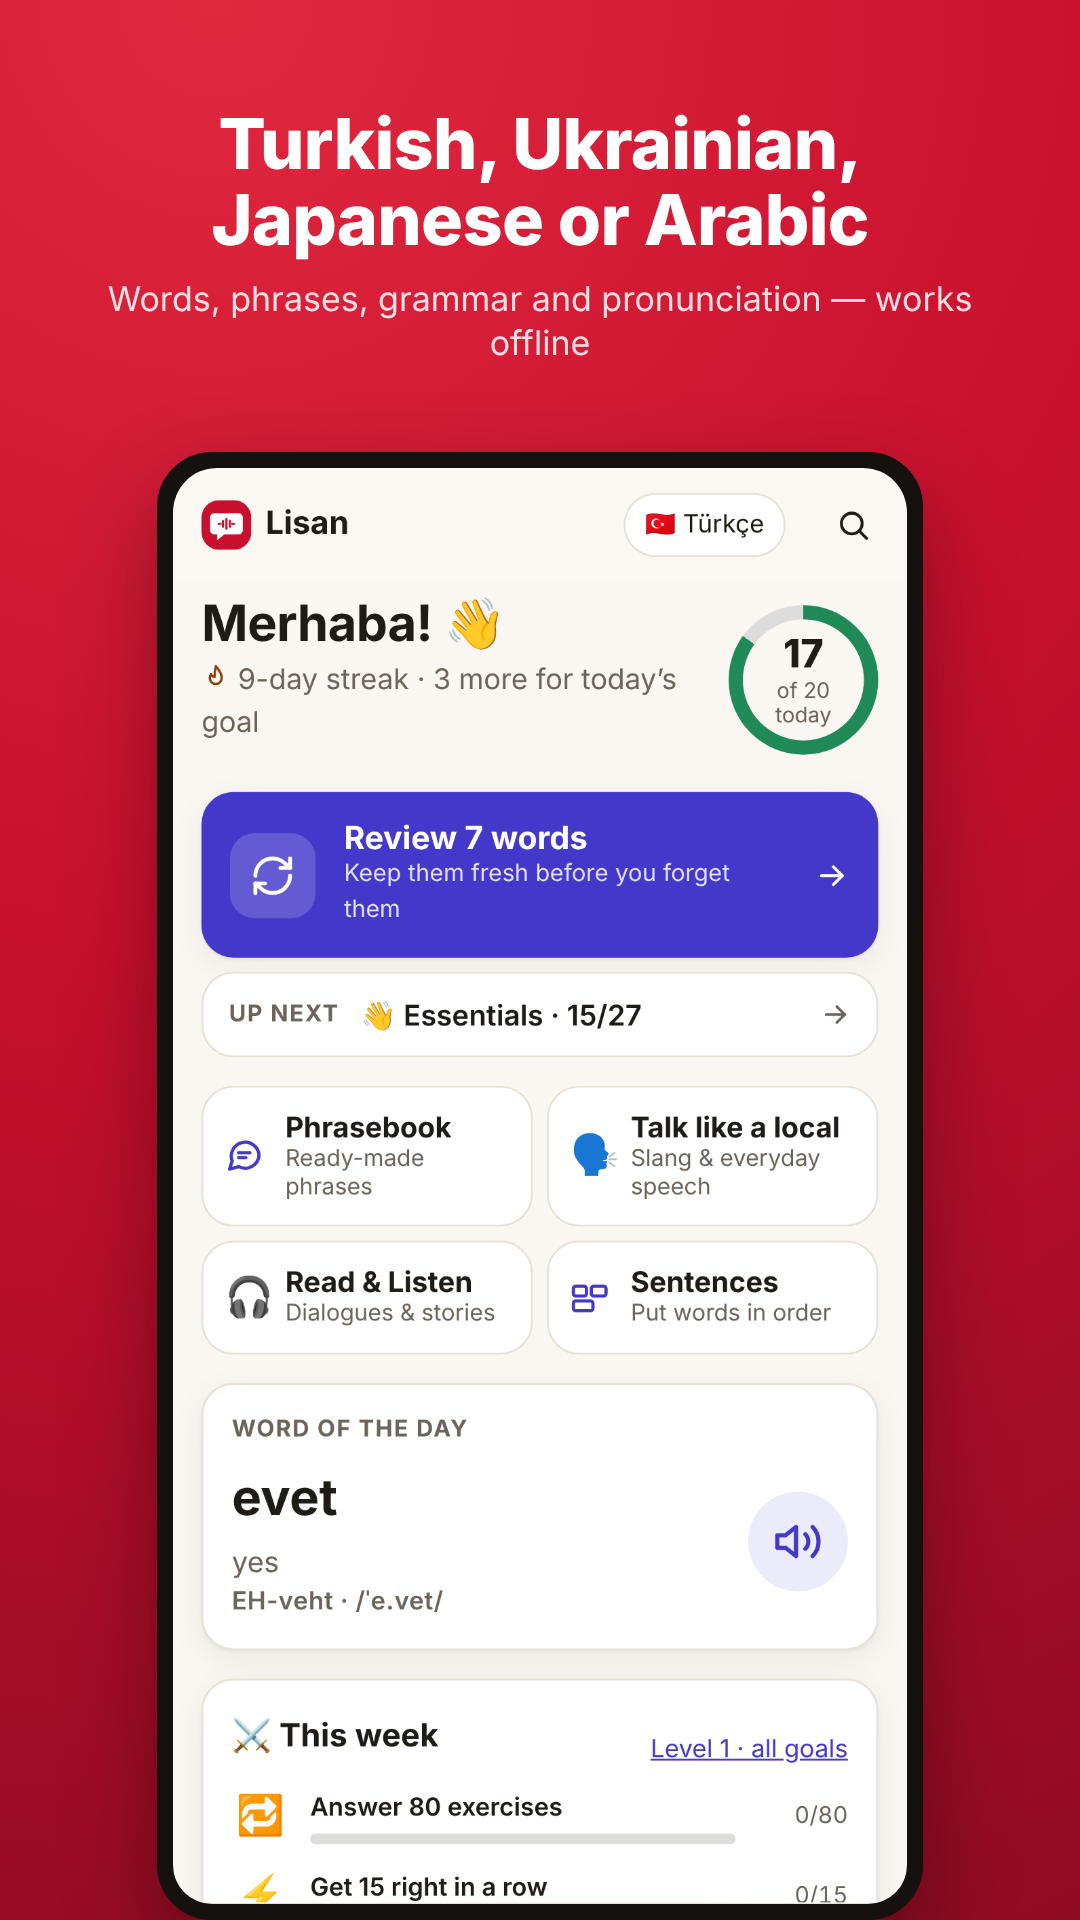 Turkish, Ukrainian,
Japanese or Arabic
Words, phrases, grammar and pronunciation — works
offline
Lisan
Türkçe
Merhaba!
9-day streak · 3 more for today’s
goal
17
of 20
today
Review 7 words
Keep them fresh before you forget
them
UP NEXT
Essentials · 15/27
Phrasebook
Ready-made
phrases
Talk like a local
Slang & everyday
speech
Read & Listen
Dialogues & stories
Sentences
Put words in order
WORD OF THE DAY
evet
yes
EH-veht · /ˈe.vet/
This week
Level 1 · all goals
Answer 80 exercises
0/80
Get 15 right in a row
0/15